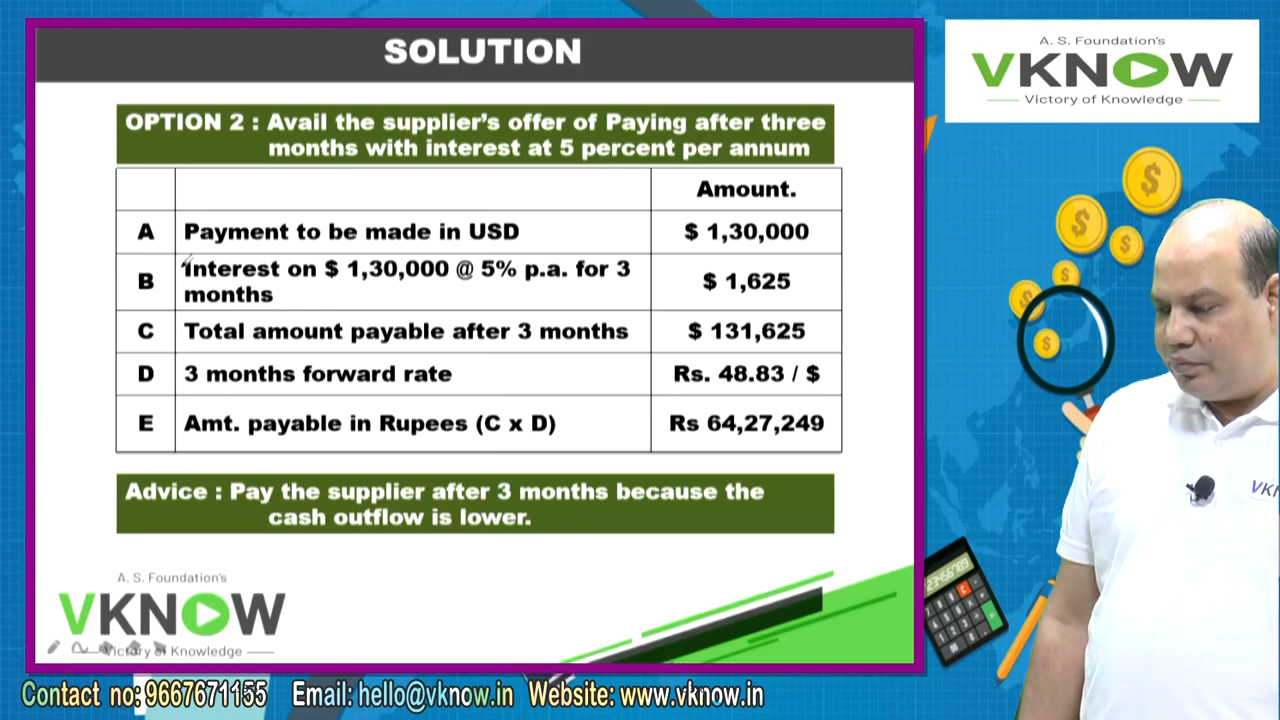 SOLUTION
A. S. Foundation's
VKNOW
Victory of Knowledge
OPTION 2 : Avail the supplier's offer of Paying after three
months with interest at 5 percent per annum
Amount.
A Payment to be made in USD $ 1,30,000
B Interest on $ 1,30,000 @ 5% p.a. for 3
months $ 1,625
C Total amount payable after 3 months $ 131,625
D 3 months forward rate Rs. 48.83 / $
E Amt. payable in Rupees (C x D) Rs 64,27,249
Advice : Pay the supplier after 3 months because the
cash outflow is lower.
A. S. Foundation's
VKNOW
Victory of Knowledge
Contact no: 9667671155 Email: hello@vknow.in Website: www.vknow.in